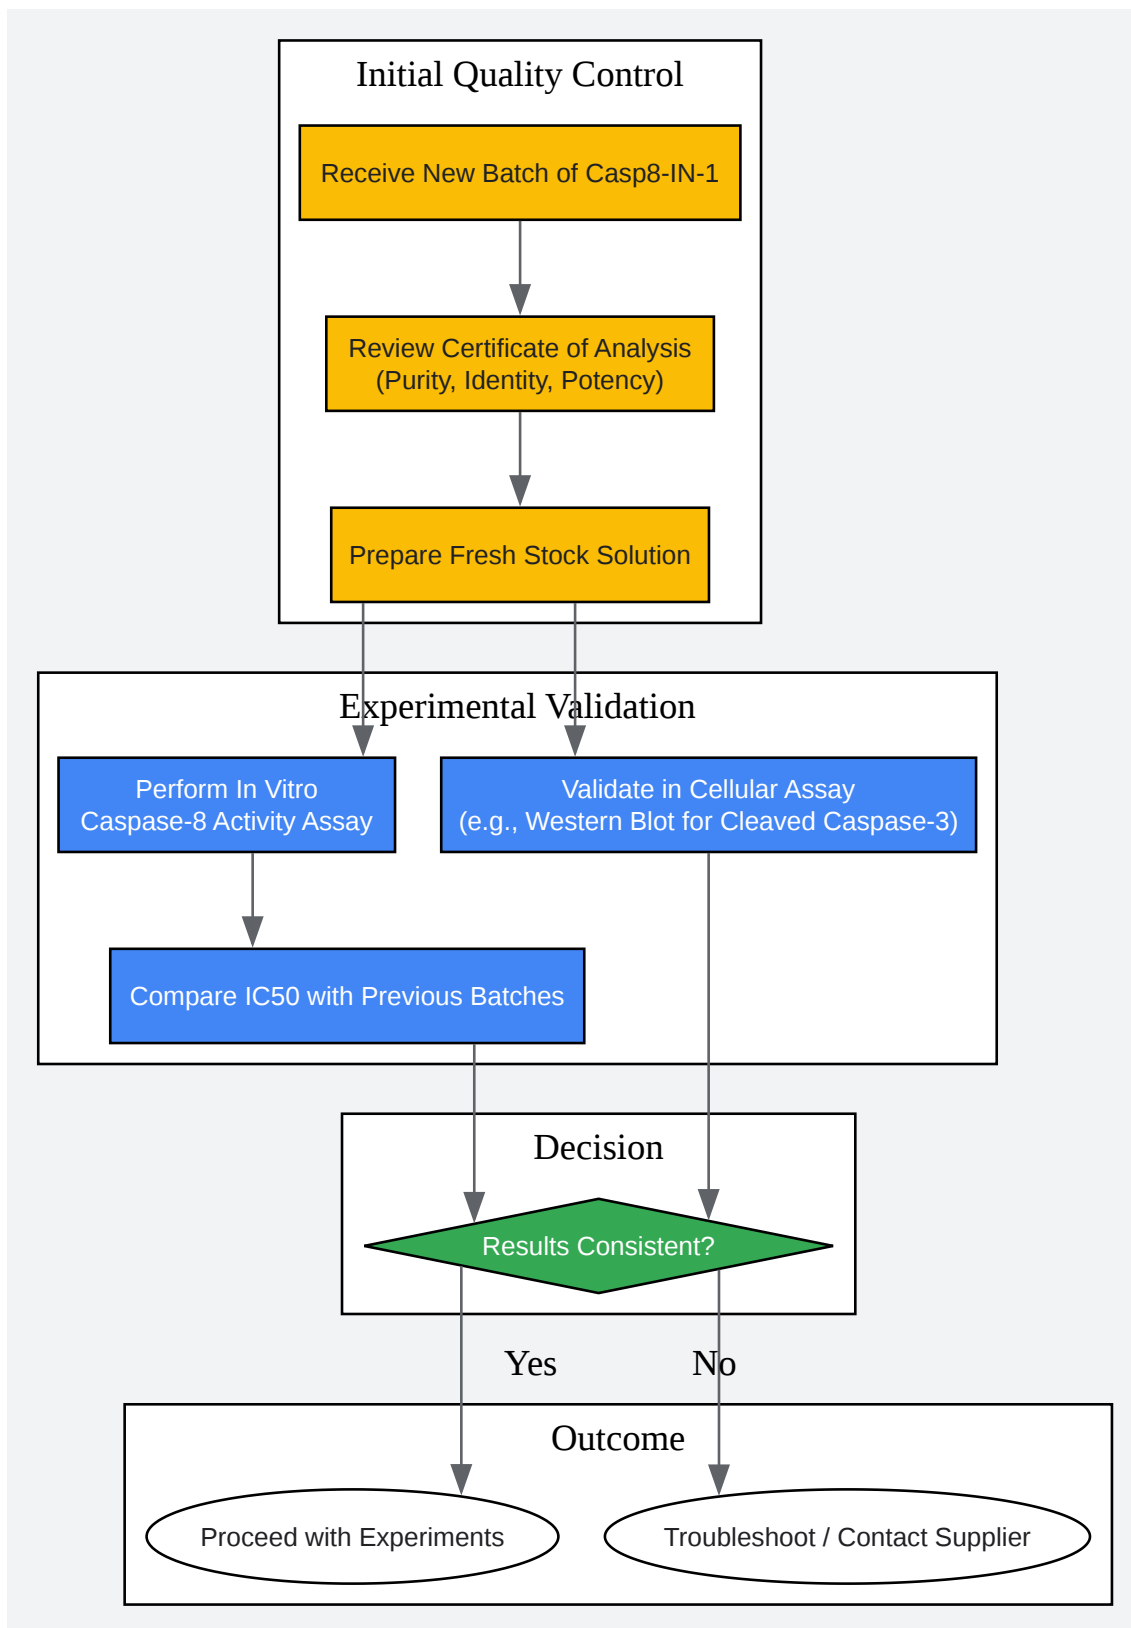 Initial Quality Control
Receive New Batch of Casp8-IN-1
Review Certificate of Analysis
(Purity, Identity, Potency)
Prepare Fresh Stock Solution
Experimental Validation
Perform In Vitro
Caspase-8 Activity Assay
Validate in Cellular Assay
(e.g., Western Blot for Cleaved Caspase-3)
Compare IC50 with Previous Batches
Decision
Results Consistent?
Yes
No
Outcome
Proceed with Experiments
Troubleshoot / Contact Supplier